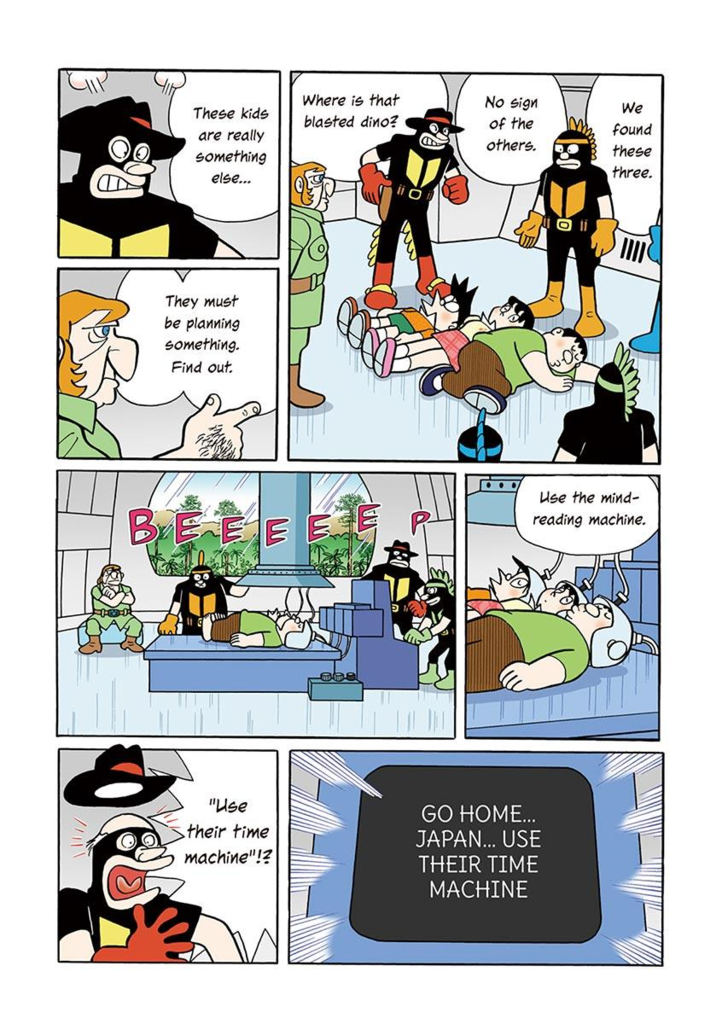 We
found
these
three.
No sign
of the
others.
Where is that
blasted dino?
These kids
are really
something
else...
They must
be planning
something.
Find out.
Use the mind-
reading machine.
BEEEEEP
GO HOME...
JAPAN... USE
THEIR TIME
MACHINE
"Use
their time
machine"!?